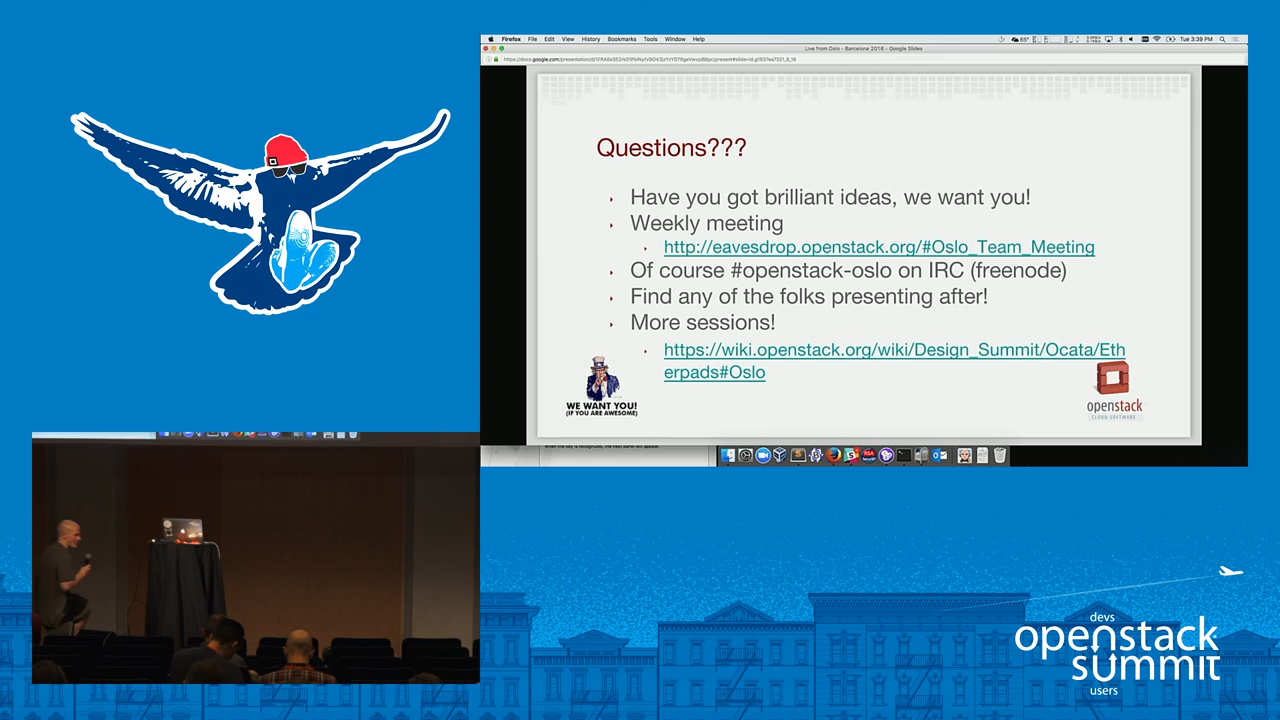 Firefox File Edit View History Bookmarks Tools Window Help
65°
Tue 3:39 PM
Live from Oslo - Barcelona 2016 - Google Slides
Questions???
Have you got brilliant ideas, we want you!
Weekly meeting
http://eavesdrop.openstack.org/#Oslo_Team_Meeting
Of course #openstack-oslo on IRC (freenode)
Find any of the folks presenting after!
More sessions!
https://wiki.openstack.org/wiki/Design_Summit/Ocata/Eth
erpads#Oslo
WE WANT YOU!
(IF YOU ARE AWESOME)
openstack
CLOUD SOFTWARE
devs
openstack
summit
users